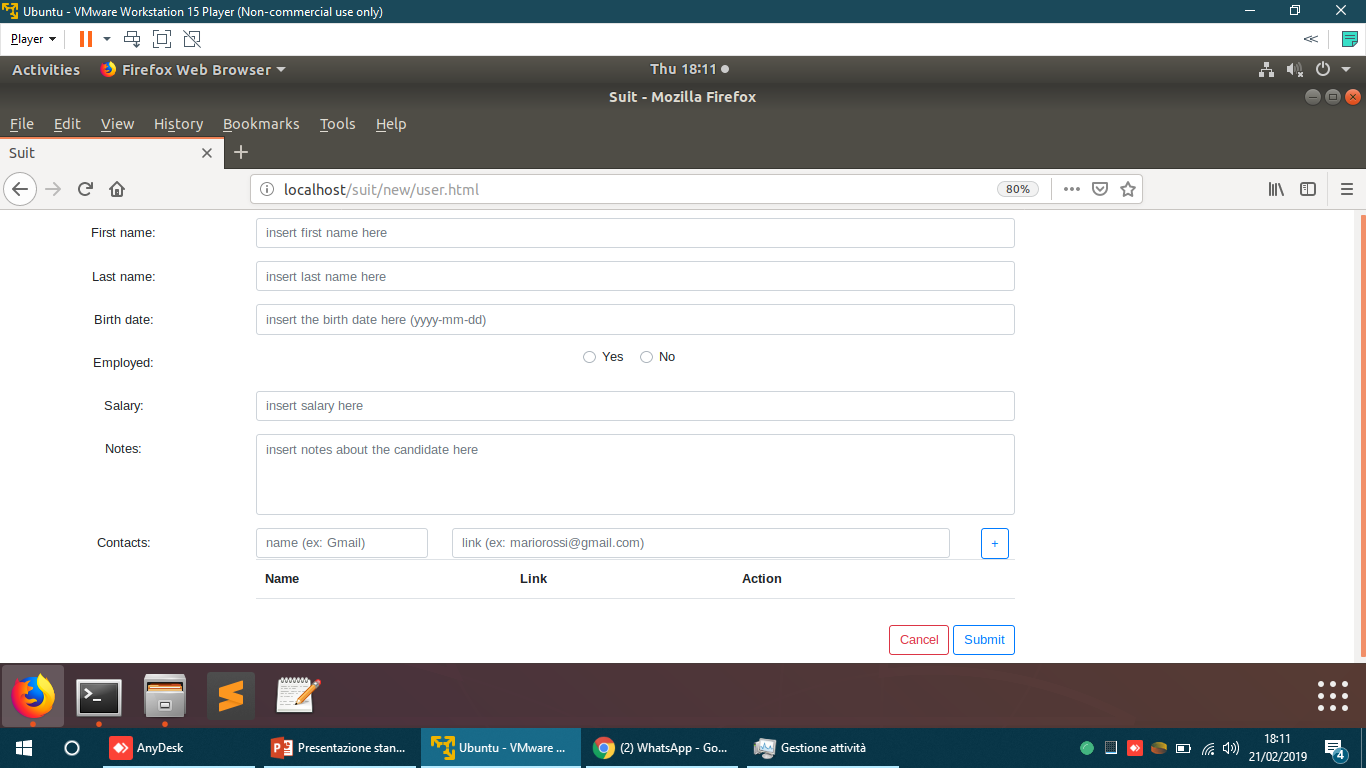 Ubuntu - VMware Workstation 15 Player (Non-commercial use only)
Player
Activities Firefox Web Browser Thu 18:11
Suit - Mozilla Firefox
File Edit View History Bookmarks Tools Help
Suit
localhost/suit/new/user.html 80%
First name: insert first name here
Last name: insert last name here
Birth date: insert the birth date here (yyyy-mm-dd)
Employed: Yes No
Salary: insert salary here
Notes: insert notes about the candidate here
Contacts: name (ex: Gmail) link (ex: mariorossi@gmail.com) +
Name Link Action
Cancel Submit
AnyDesk Presentazione stan... Ubuntu - VMware ... (2) WhatsApp - Go... Gestione attività 18:11
21/02/2019 4